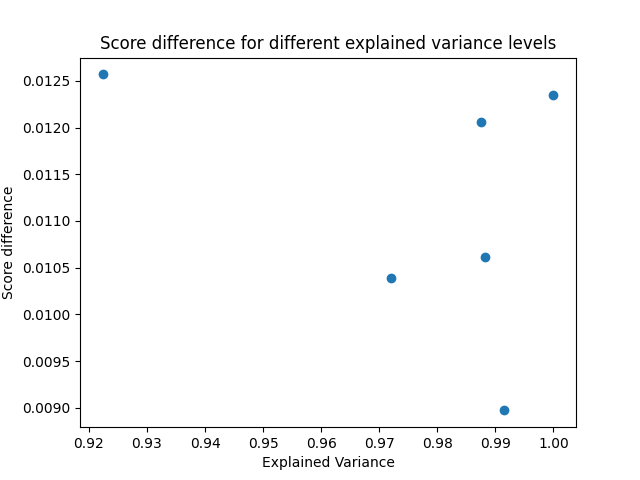 Score difference for different explained variance levels
0.0125
0.0120
0.0115
0.0110
0.0105
0.0100
0.0095
0.0090
Score difference
0.92 0.93 0.94 0.95 0.96 0.97 0.98 0.99 1.00
Explained Variance